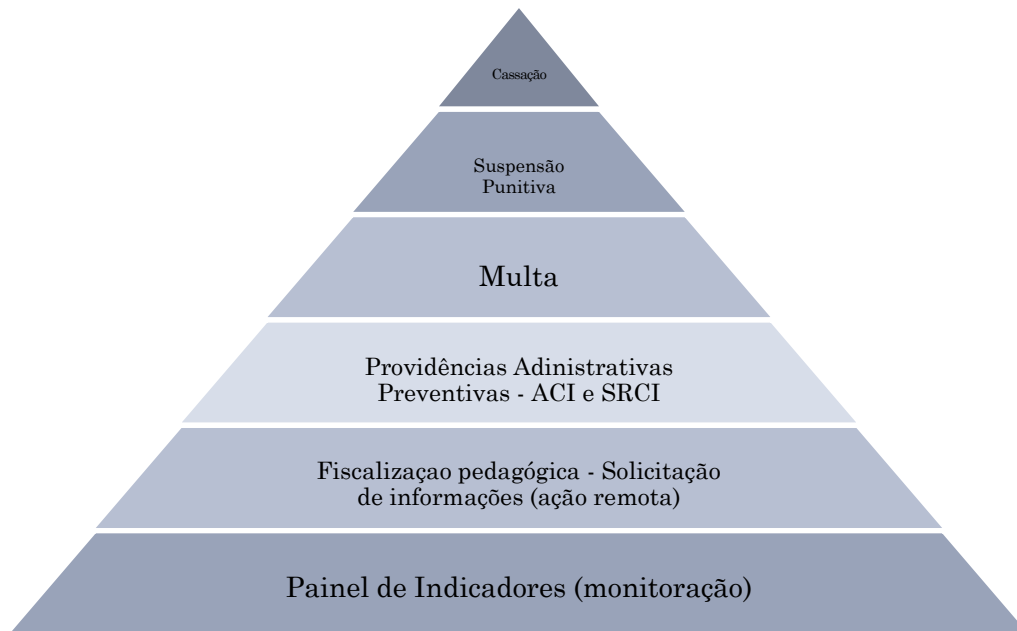 Cassação
Suspensão
Punitiva
Multa
Providências Adinistrativas
Preventivas - ACI e SRCI
Fiscalizaçao pedagógica - Solicitação
de informações (ação remota)
Painel de Indicadores (monitoração)